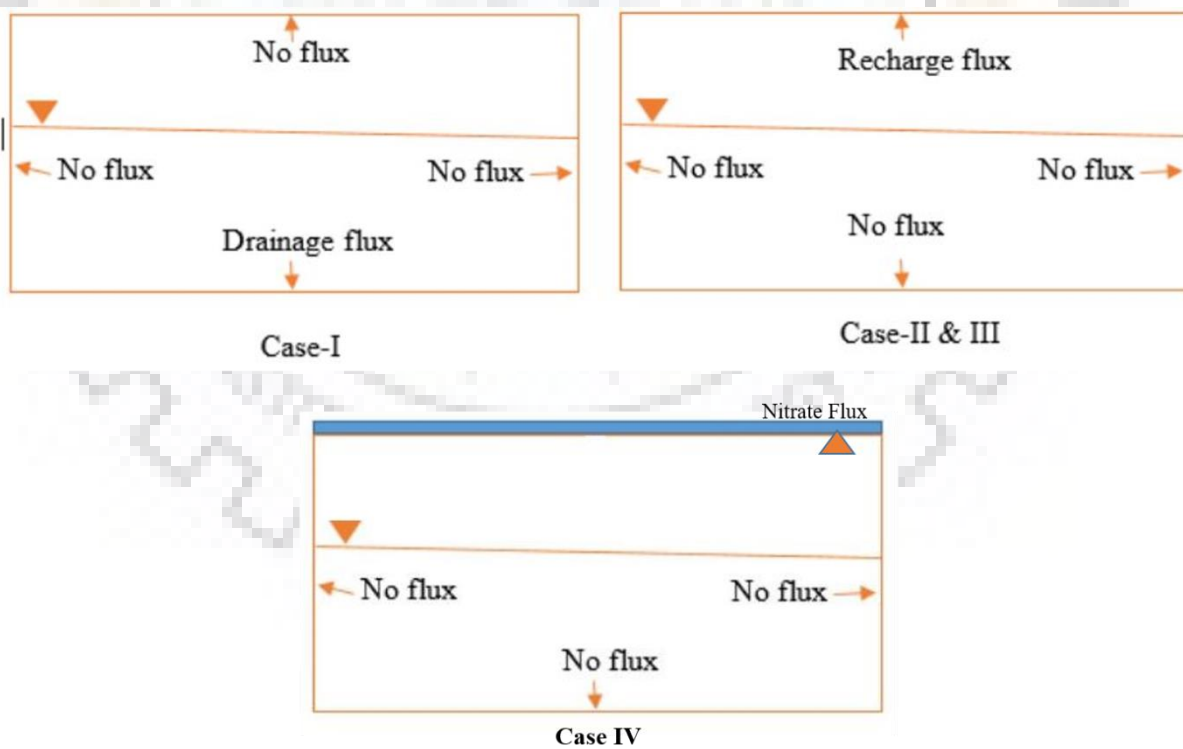 No flux
No flux
No flux
Drainage flux
Case-I
Recharge flux
No flux
No flux
No flux
Case-II & III
Nitrate Flux
No flux
No flux
No flux
Case IV